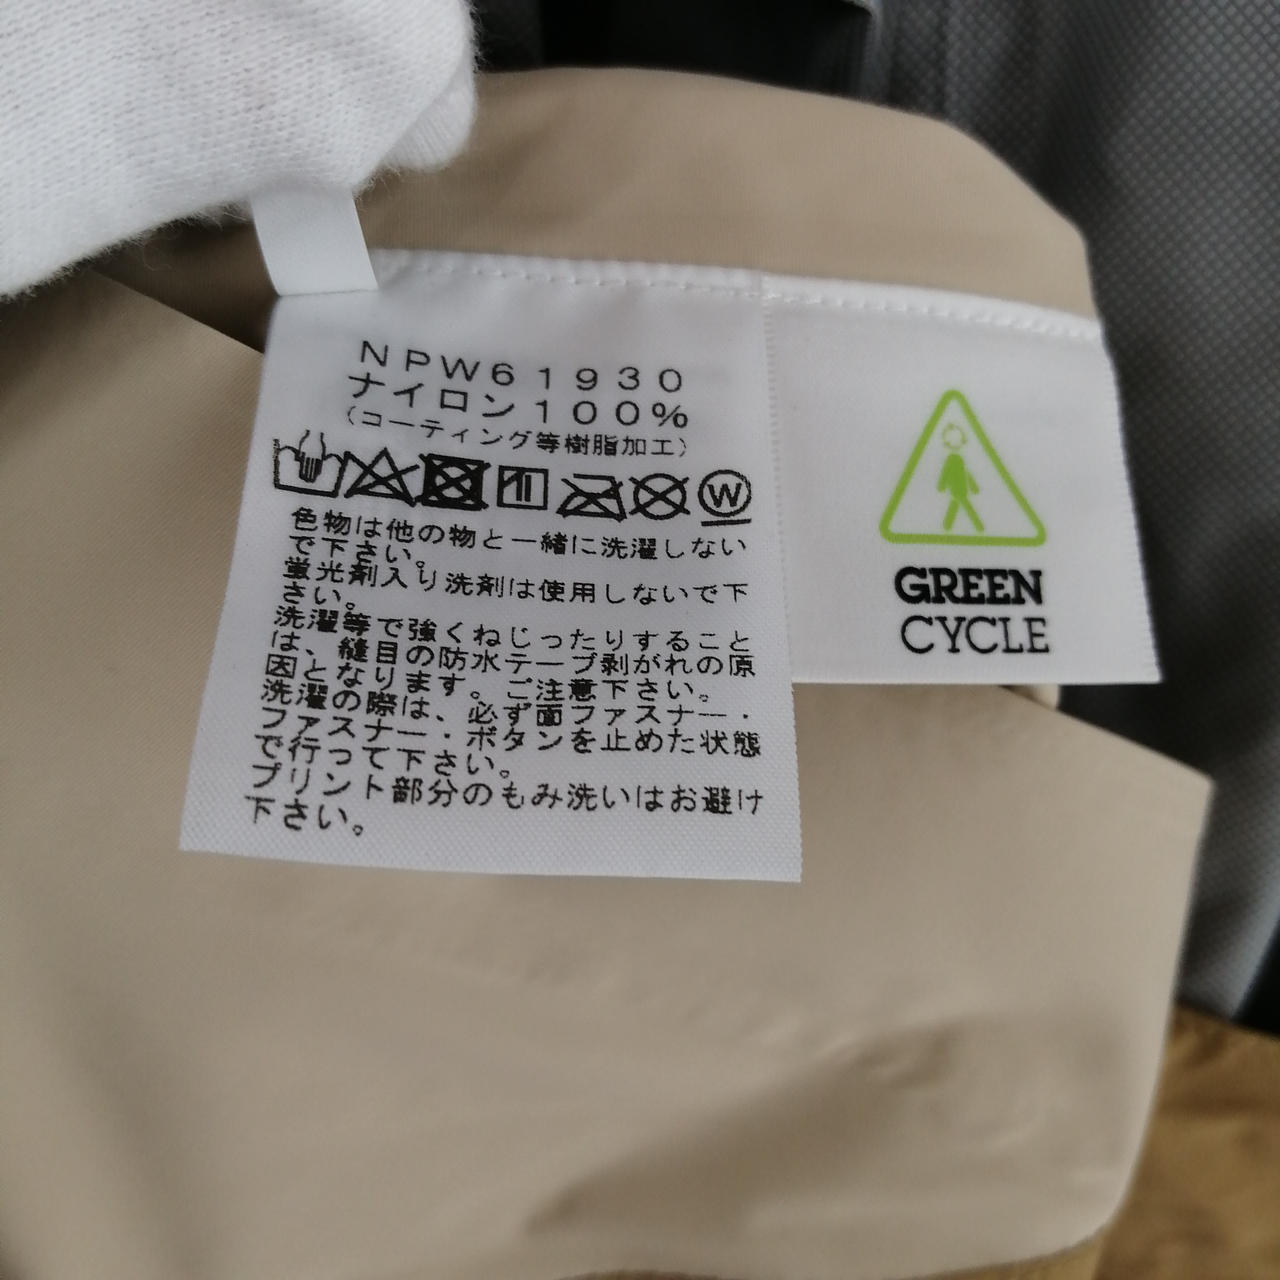 NPW61930
ナイロン100%
(コーティング等樹脂加工)
W
色物は他の物と一緒に洗濯しない
で下さい。
蛍光剤入り洗剤は使用しないで下
さい。
洗濯等で強くねじったりすること
は、縫目の防水テープ剥がれの原
因となります。ご注意下さい。
洗濯の際は、必ず面ファスナー・
ファスナー・ボタンを止めた状態
で行って下さい。
プリント部分のもみ洗いはお避け
下さい。
GREEN
CYCLE